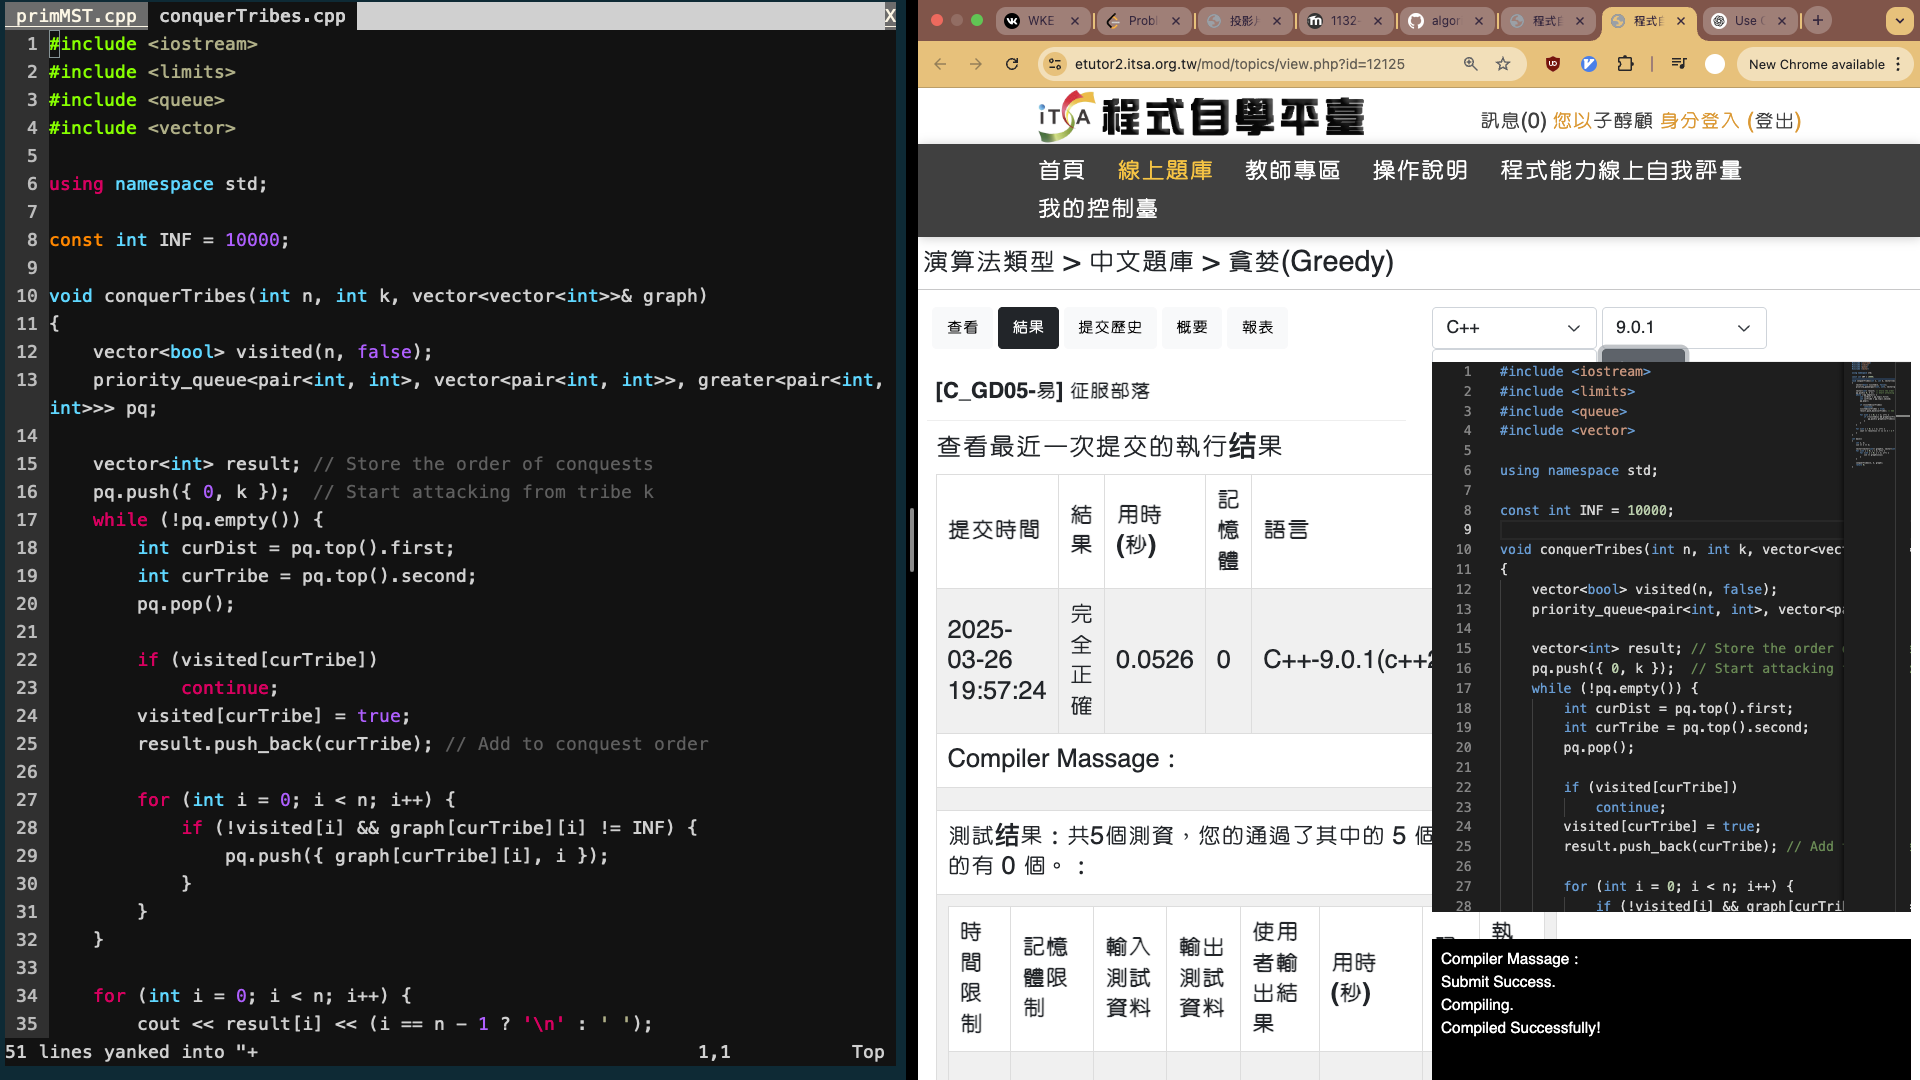 primMST.cpp conquerTribes.cpp X
1 #include <iostream>
2 #include <limits>
3 #include <queue>
4 #include <vector>
5
6 using namespace std;
7
8 const int INF = 10000;
9
10 void conquerTribes(int n, int k, vector<vector<int>>& graph)
11 {
12 vector<bool> visited(n, false);
13 priority_queue<pair<int, int>, vector<pair<int, int>>, greater<pair<int,
int>>> pq;
14
15 vector<int> result; // Store the order of conquests
16 pq.push({ 0, k }); // Start attacking from tribe k
17 while (!pq.empty()) {
18 int curDist = pq.top().first;
19 int curTribe = pq.top().second;
20 pq.pop();
21
22 if (visited[curTribe])
23 continue;
24 visited[curTribe] = true;
25 result.push_back(curTribe); // Add to conquest order
26
27 for (int i = 0; i < n; i++) {
28 if (!visited[i] && graph[curTribe][i] != INF) {
29 pq.push({ graph[curTribe][i], i });
30 }
31 }
32 }
33
34 for (int i = 0; i < n; i++) {
35 cout << result[i] << (i == n - 1 ? '\n' : ' ');
51 lines yanked into "+ 1,1 Top
WKE Probl 投影片 1132- algor 程式自 程式自 Use
etutor2.itsa.org.tw/mod/topics/view.php?id=12125 New Chrome available
iTSA 程式自學平臺 訊息(0) 您以子醇顧 身分登入 (登出)
首頁 線上題庫 教師專區 操作說明 程式能力線上自我評量
我的控制臺
演算法類型 > 中文題庫 > 貪婪(Greedy)
查看 結果 提交歷史 概要 報表
C++ 9.0.1
[C_GD05-易] 征服部落
查看最近一次提交的執行结果
提交時間 結果 用時(秒) 記憶體 語言
2025-03-26 19:57:24 完全正確 0.0526 0 C++-9.0.1(c++2
Compiler Massage :
測試结果：共5個測資，您的通過了其中的 5 個
的有 0 個。：
時間限制 記憶體限制 輸入測試資料 輸出測試資料 使用者輸出結果 用時(秒) 執
1 #include <iostream>
2 #include <limits>
3 #include <queue>
4 #include <vector>
5
6 using namespace std;
7
8 const int INF = 10000;
9
10 void conquerTribes(int n, int k, vector<vec
11 {
12 vector<bool> visited(n, false);
13 priority_queue<pair<int, int>, vector<pa
14
15 vector<int> result; // Store the order
16 pq.push({ 0, k }); // Start attacking
17 while (!pq.empty()) {
18 int curDist = pq.top().first;
19 int curTribe = pq.top().second;
20 pq.pop();
21
22 if (visited[curTribe])
23 continue;
24 visited[curTribe] = true;
25 result.push_back(curTribe); // Add
26
27 for (int i = 0; i < n; i++) {
28 if (!visited[i] && graph[curTri
Compiler Massage :
Submit Success.
Compiling.
Compiled Successfully!